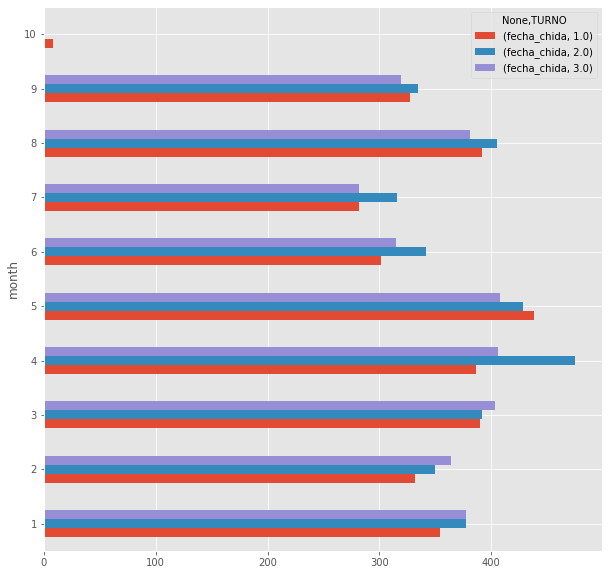 None,TURNO
(fecha_chida, 1.0)
(fecha_chida, 2.0)
(fecha_chida, 3.0)
10
9
8
7
6
5
4
3
2
1
month
0 100 200 300 400